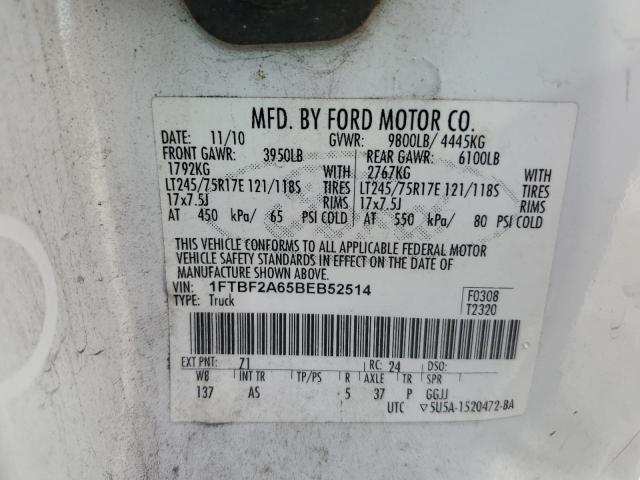 MFD. BY FORD MOTOR CO.
DATE: 11/10 GVWR: 9800LB/ 4445KG
FRONT GAWR: 3950LB REAR GAWR: 6100LB
1792KG WITH 2767KG WITH
LT245/75R17E 121/118S TIRES LT245/75R17E 121/118S TIRES
17x7.5J RIMS 17x7.5J RIMS
AT 450 kPa/ 65 PSI COLD AT 550 kPa/ 80 PSI COLD
THIS VEHICLE CONFORMS TO ALL APPLICABLE FEDERAL MOTOR
VEHICLE SAFETY STANDARDS IN EFFECT ON THE DATE OF
MANUFACTURE SHOWN ABOVE.
VIN: 1FTBF2A65BEB52514
TYPE: Truck
F0308
T2320
EXT PNT: Z1 RC: 24 DSO:
WB INT TR TP/PS R AXLE TR SPR
137 AS 5 37 P GGJJ
UTC ▽5U5A-1520472-BA